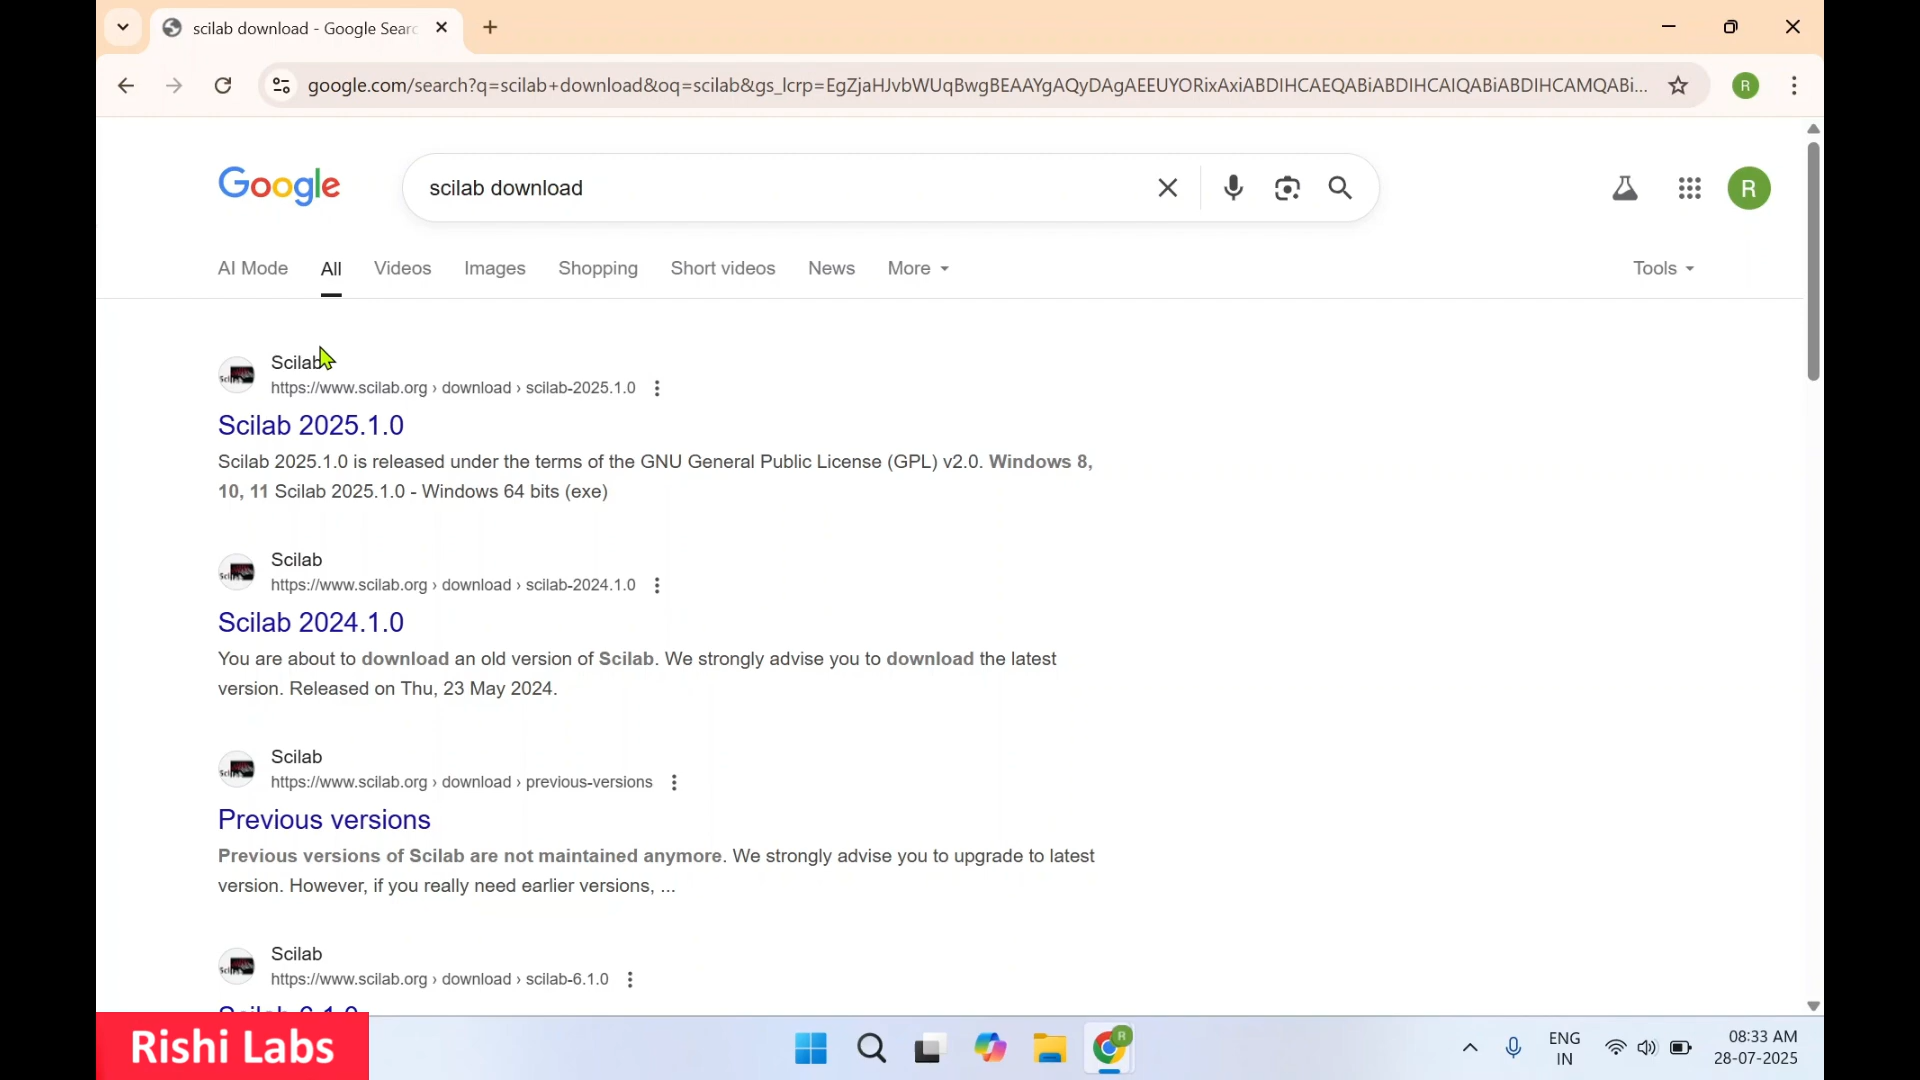 scilab download - Google Searc
google.com/search?q=scilab+download&oq=scilab&gs_lcrp=EgZjaHJvbWUqBwgBEAAYgAQyDAgAEEUYORixAxiABDIHCAEQABiABDIHCAIQABiABDIHCAMQABi...
R
Google
scilab download
R
AI Mode All Videos Images Shopping Short videos News More Tools
Scilab
https://www.scilab.org › download › scilab-2025.1.0
Scilab 2025.1.0
Scilab 2025.1.0 is released under the terms of the GNU General Public License (GPL) v2.0. Windows 8,
10, 11 Scilab 2025.1.0 - Windows 64 bits (exe)
Scilab
https://www.scilab.org › download › scilab-2024.1.0
Scilab 2024.1.0
You are about to download an old version of Scilab. We strongly advise you to download the latest
version. Released on Thu, 23 May 2024.
Scilab
https://www.scilab.org › download › previous-versions
Previous versions
Previous versions of Scilab are not maintained anymore. We strongly advise you to upgrade to latest
version. However, if you really need earlier versions, ...
Scilab
https://www.scilab.org › download › scilab-6.1.0
Scilab 6.1.0
Rishi Labs
R
ENG
IN
08:33 AM
28-07-2025